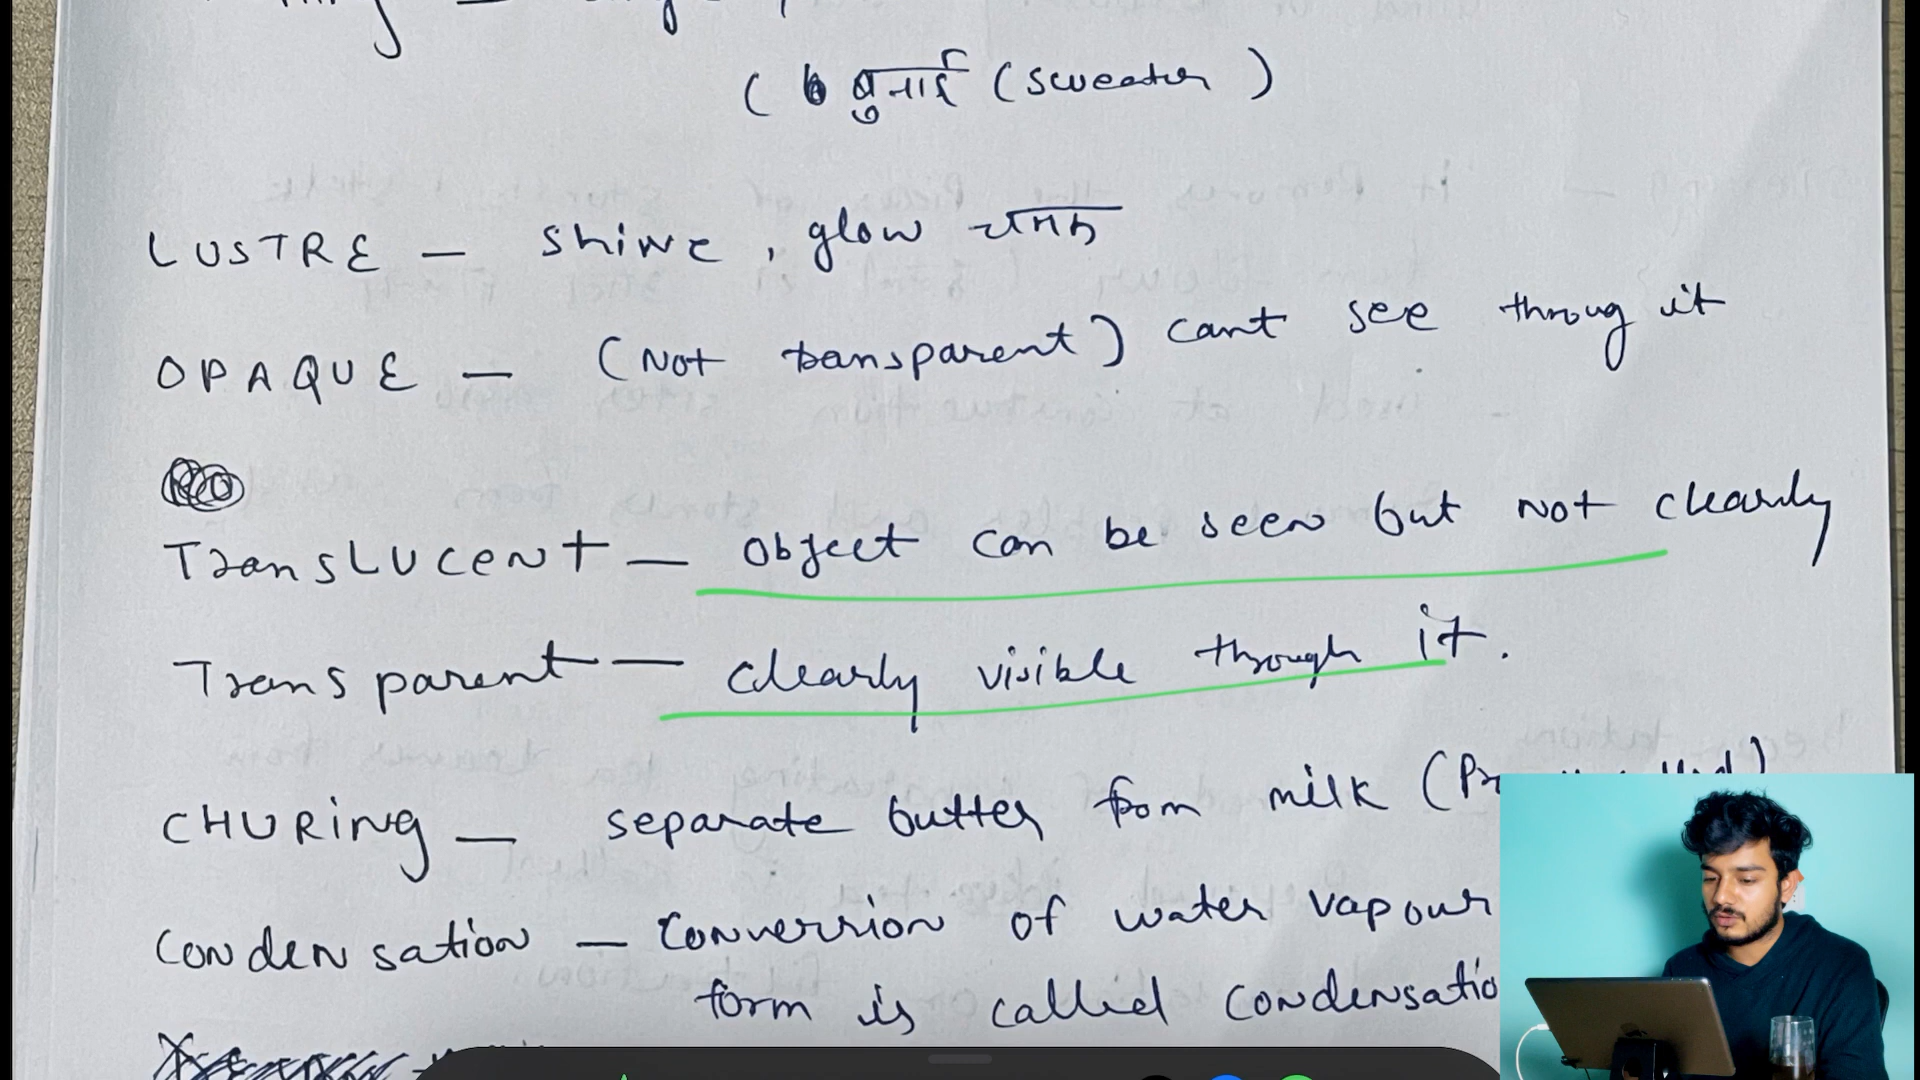 ( बुनाई (sweater )
LUSTRE — shine , glow चमक
OPAQUE — (Not transparent) cant see throug it
TransLUcent — object can be seen but not clearly
Transparent — clearly visible through it.
CHURing — separate butter from milk (Pr
Condensation — Conversion of water vapour
form is called condensatio